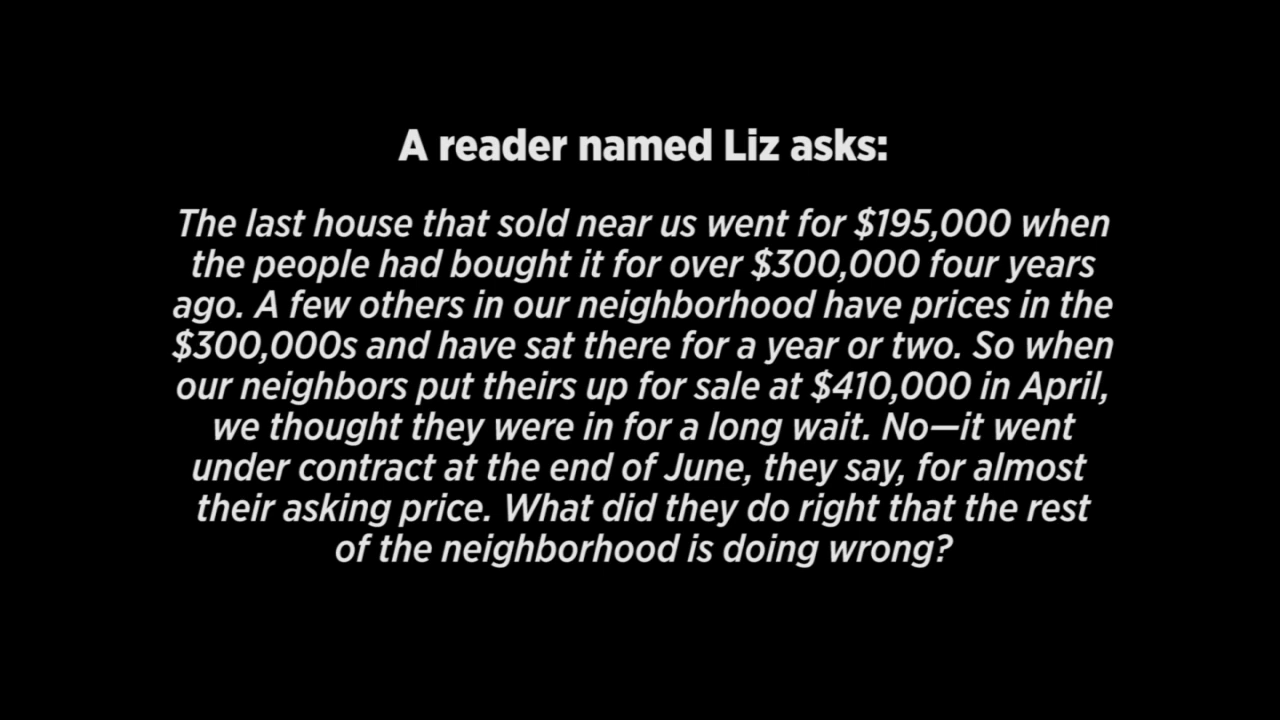 A reader named Liz asks:
The last house that sold near us went for $195,000 when
the people had bought it for over $300,000 four years
ago. A few others in our neighborhood have prices in the
$300,000s and have sat there for a year or two. So when
our neighbors put theirs up for sale at $410,000 in April,
we thought they were in for a long wait. No—it went
under contract at the end of June, they say, for almost
their asking price. What did they do right that the rest
of the neighborhood is doing wrong?